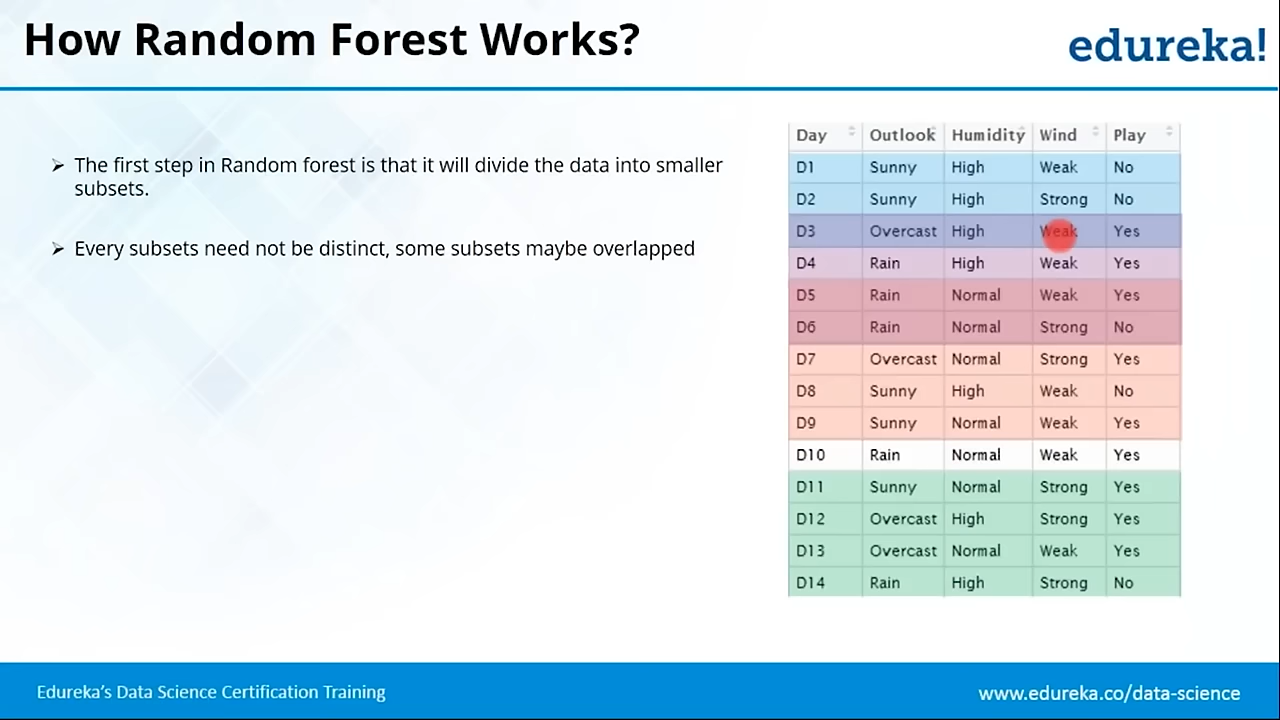 How Random Forest Works?
edureka!
➢ The first step in Random forest is that it will divide the data into smaller
subsets.
➢ Every subsets need not be distinct, some subsets maybe overlapped
Day Outlook Humidity Wind Play
D1 Sunny High Weak No
D2 Sunny High Strong No
D3 Overcast High Weak Yes
D4 Rain High Weak Yes
D5 Rain Normal Weak Yes
D6 Rain Normal Strong No
D7 Overcast Normal Strong Yes
D8 Sunny High Weak No
D9 Sunny Normal Weak Yes
D10 Rain Normal Weak Yes
D11 Sunny Normal Strong Yes
D12 Overcast High Strong Yes
D13 Overcast Normal Weak Yes
D14 Rain High Strong No
Edureka's Data Science Certification Training
www.edureka.co/data-science